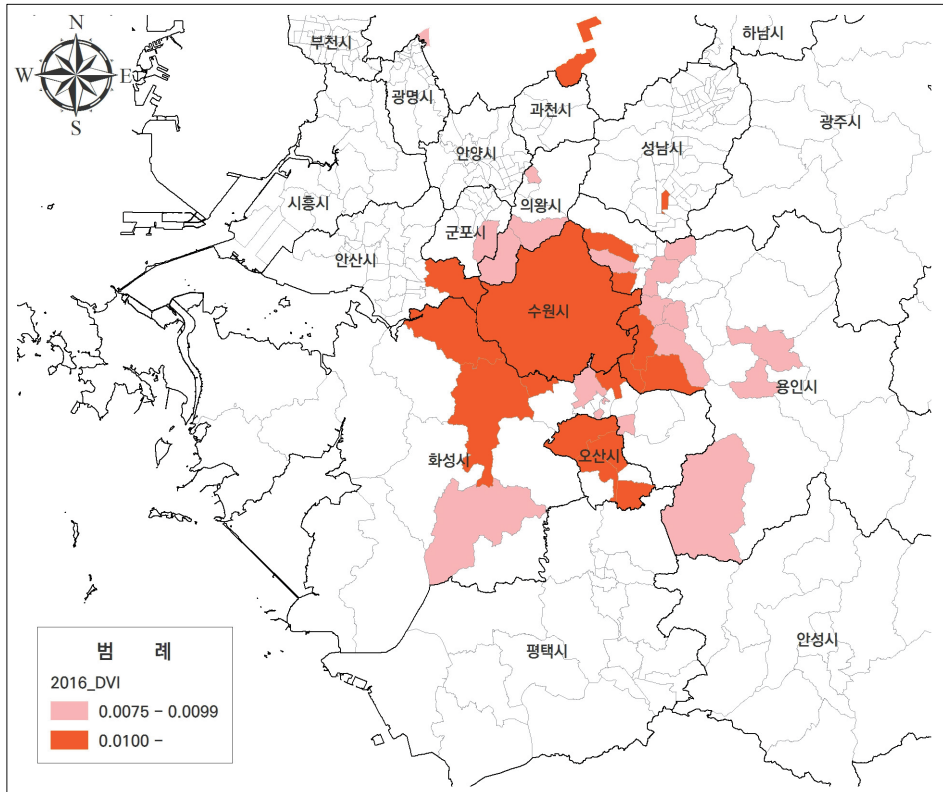 N
W E
S
부천시
하남시
광명시
과천시
광주시
안양시
성남시
시흥시
의왕시
군포시
안산시
수원시
용인시
화성시
오산시
평택시
안성시
범 례
2016_DVI
0.0075 - 0.0099
0.0100 -